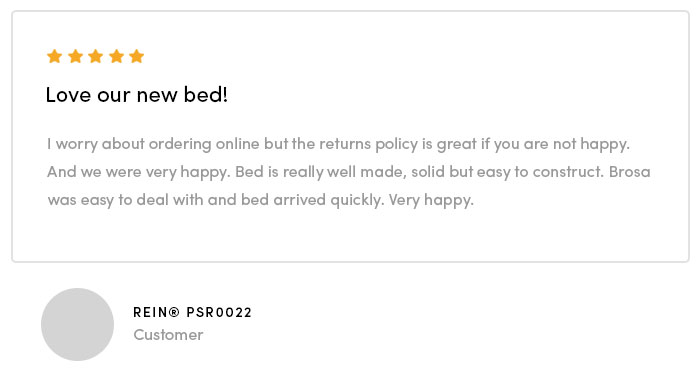 Love our new bed!
I worry about ordering online but the returns policy is great if you are not happy.
And we were very happy. Bed is really well made, solid but easy to construct. Brosa
was easy to deal with and bed arrived quickly. Very happy.
REIN® PSR0022
Customer